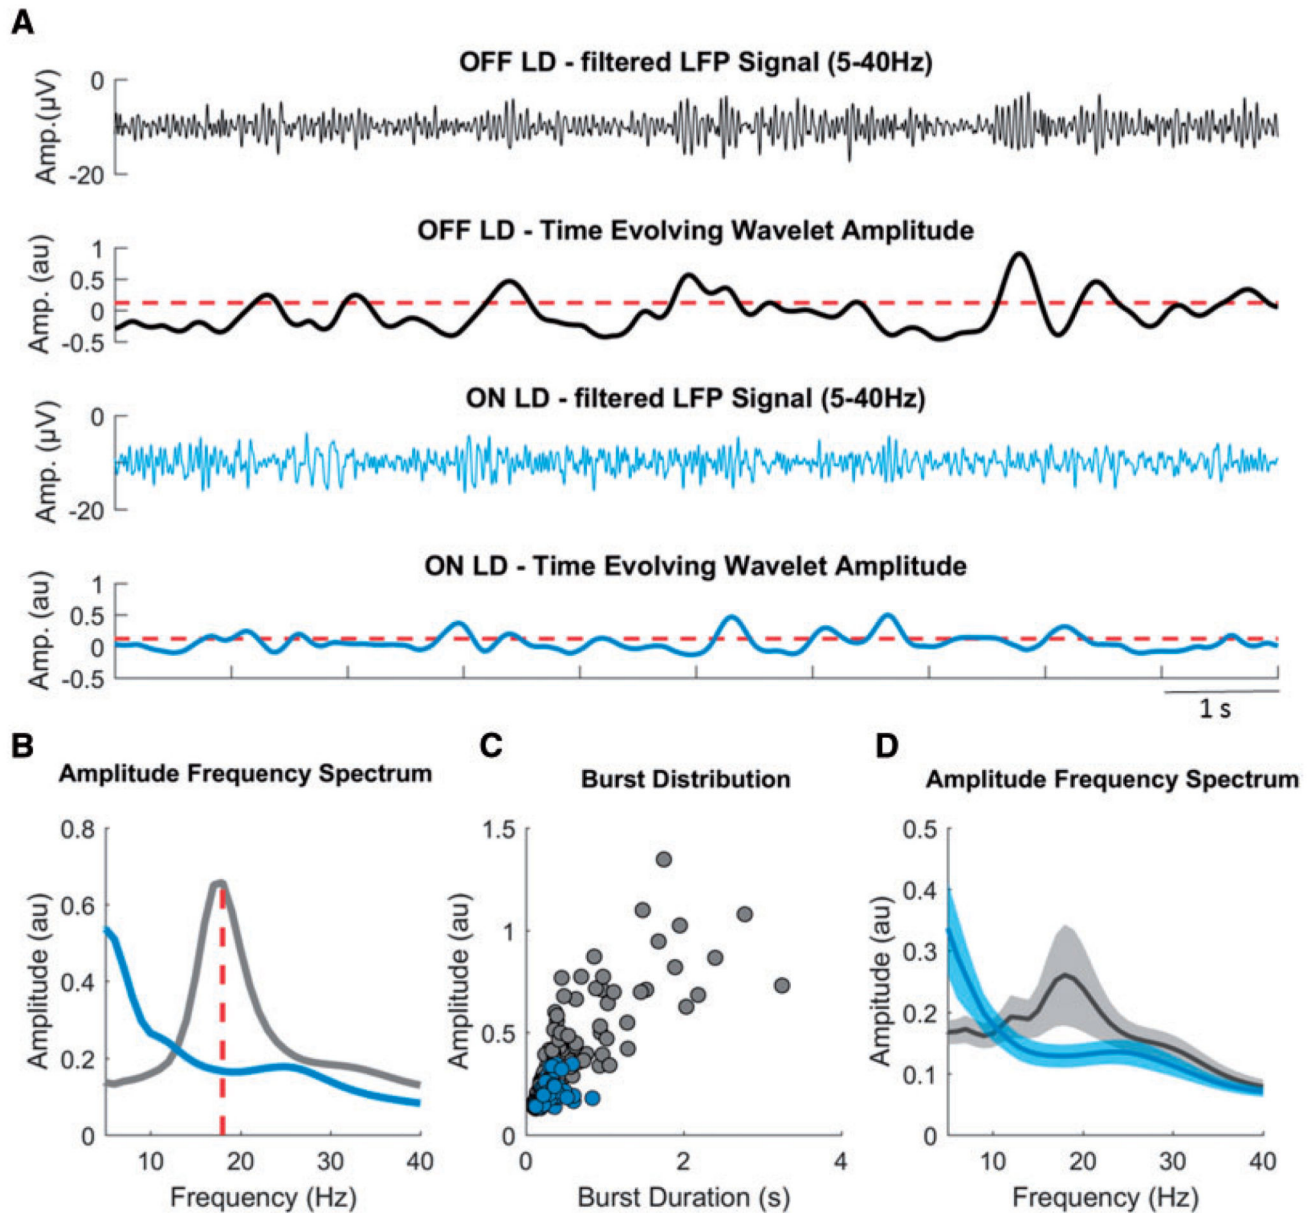 A
OFF LD - filtered LFP Signal (5-40Hz)
Amp.(µV)
0
-20
OFF LD - Time Evolving Wavelet Amplitude
Amp. (au)
1
0.5
0
-0.5
ON LD - filtered LFP Signal (5-40Hz)
Amp. (µV)
0
-20
ON LD - Time Evolving Wavelet Amplitude
Amp. (au)
1
0.5
0
-0.5
1 s
B
Amplitude Frequency Spectrum
Amplitude (au)
0.8
0.6
0.4
0.2
0
10 20 30 40
Frequency (Hz)
C
Burst Distribution
Amplitude (au)
1.5
1
0.5
0
0 2 4
Burst Duration (s)
D
Amplitude Frequency Spectrum
Amplitude (au)
0.5
0.4
0.3
0.2
0.1
0
10 20 30 40
Frequency (Hz)